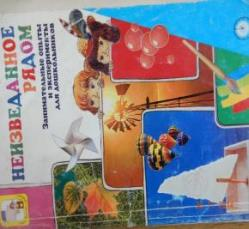 НЕИЗВЕДАННОЕ
РЯДОМ
Занимательные опыты
и эксперименты
для дошкольников